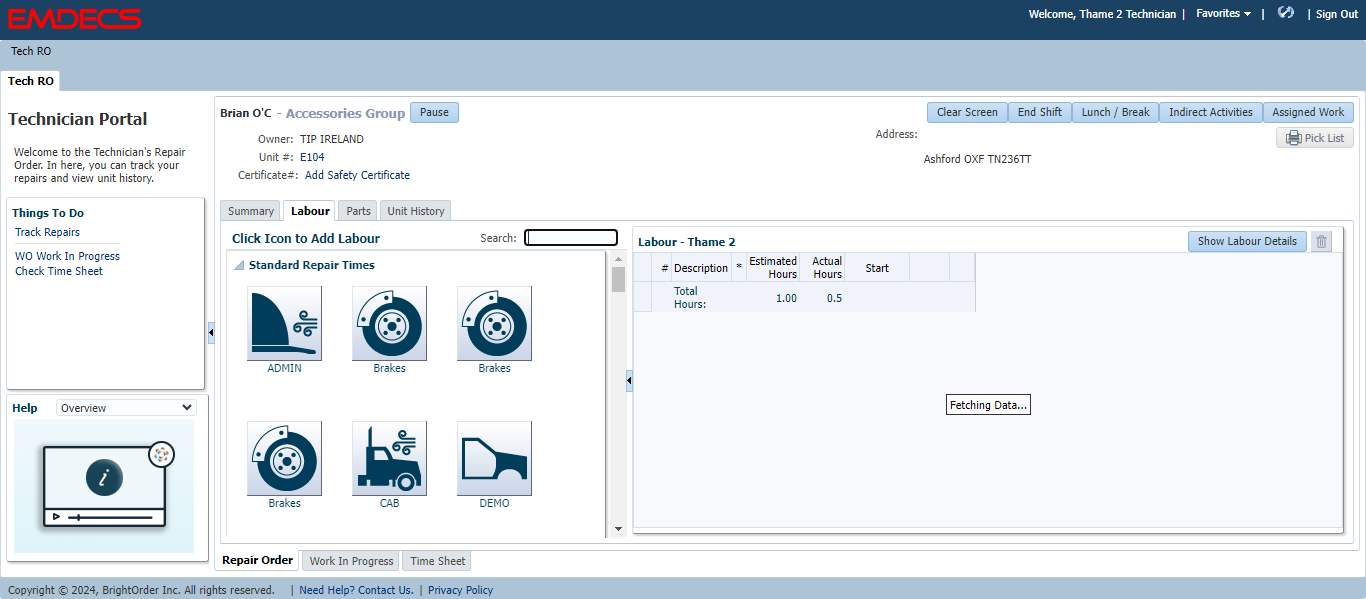 EMDECS
Welcome, Thame 2 Technician | Favorites | | Sign Out
Tech RO
Tech RO
Technician Portal
Welcome to the Technician's Repair
Order. In here, you can track your
repairs and view unit history.
Things To Do
Track Repairs
WO Work In Progress
Check Time Sheet
Help Overview
i
Brian O'C - Accessories Group Pause
Clear Screen End Shift Lunch / Break Indirect Activities Assigned Work
Owner: TIP IRELAND
Unit #: E104
Certificate#: Add Safety Certificate
Address:
Pick List
Ashford OXF TN236TT
Summary Labour Parts Unit History
Click Icon to Add Labour Search:
Standard Repair Times
ADMIN Brakes Brakes
Brakes CAB DEMO
Labour - Thame 2 Show Labour Details
# Description * Estimated Hours Actual Hours Start
Total Hours: 1.00 0.5
Fetching Data...
Repair Order Work In Progress Time Sheet
Copyright © 2024, BrightOrder Inc. All rights reserved. | Need Help? Contact Us. | Privacy Policy